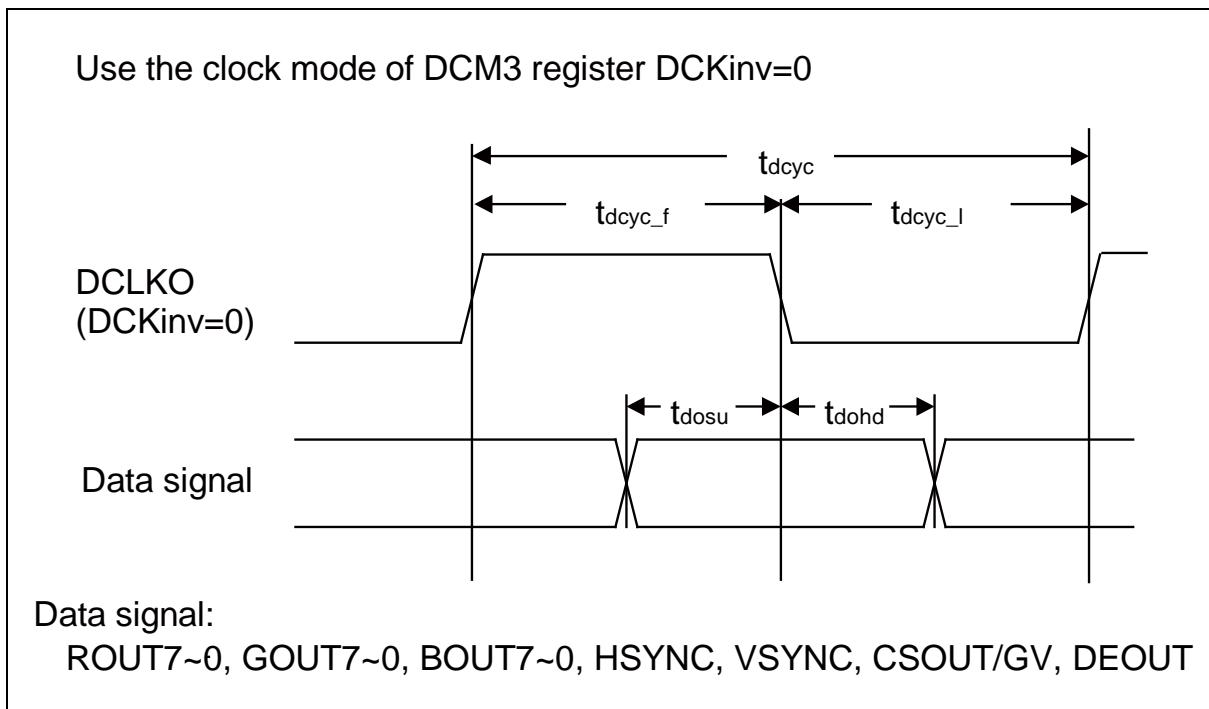 Use the clock mode of DCM3 register DCKinv=0
tdcyc
tdcyc_f
tdcyc_l
DCLKO
(DCKinv=0)
tdosu
tdohd
Data signal
Data signal:
ROUT7~0, GOUT7~0, BOUT7~0, HSYNC, VSYNC, CSOUT/GV, DEOUT